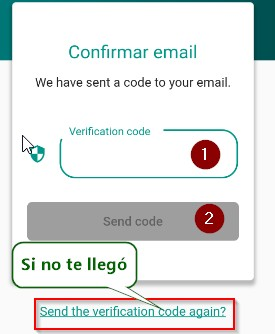 Confirmar email
We have sent a code to your email.
Verification code
1
Send code
2
Si no te llegó
Send the verification code again?